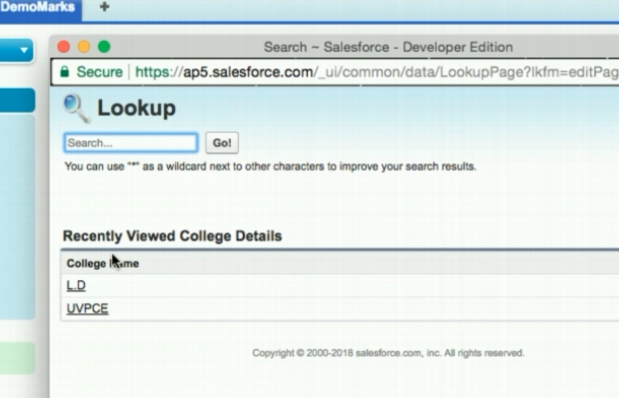 DemoMarks +
Search ~ Salesforce - Developer Edition
Secure | https://ap5.salesforce.com/_ui/common/data/LookupPage?lkfm=editPag
Lookup
Search... Go!
You can use "*" as a wildcard next to other characters to improve your search results.
Recently Viewed College Details
College Name
L.D
UVPCE
Copyright © 2000-2018 salesforce.com, inc. All rights reserved.